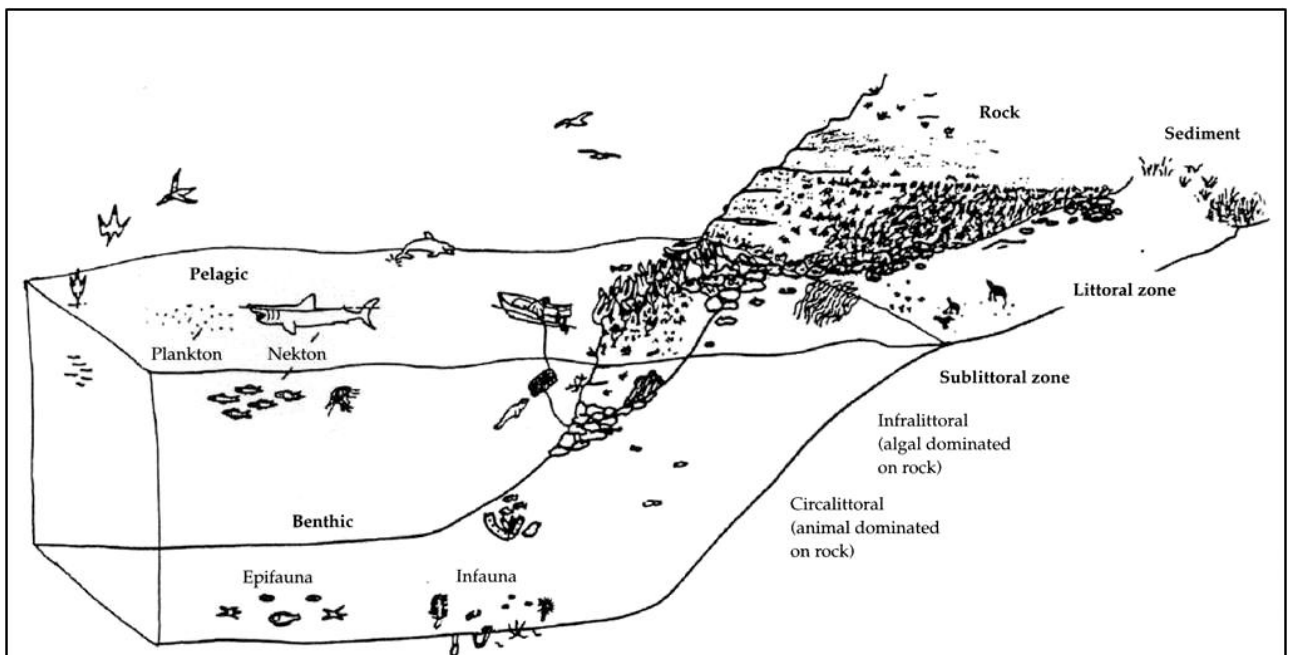 Rock
Sediment
Pelagic
Littoral zone
Plankton
Nekton
Sublittoral zone
Infralittoral
(algal dominated
on rock)
Circalittoral
(animal dominated
on rock)
Benthic
Epifauna
Infauna